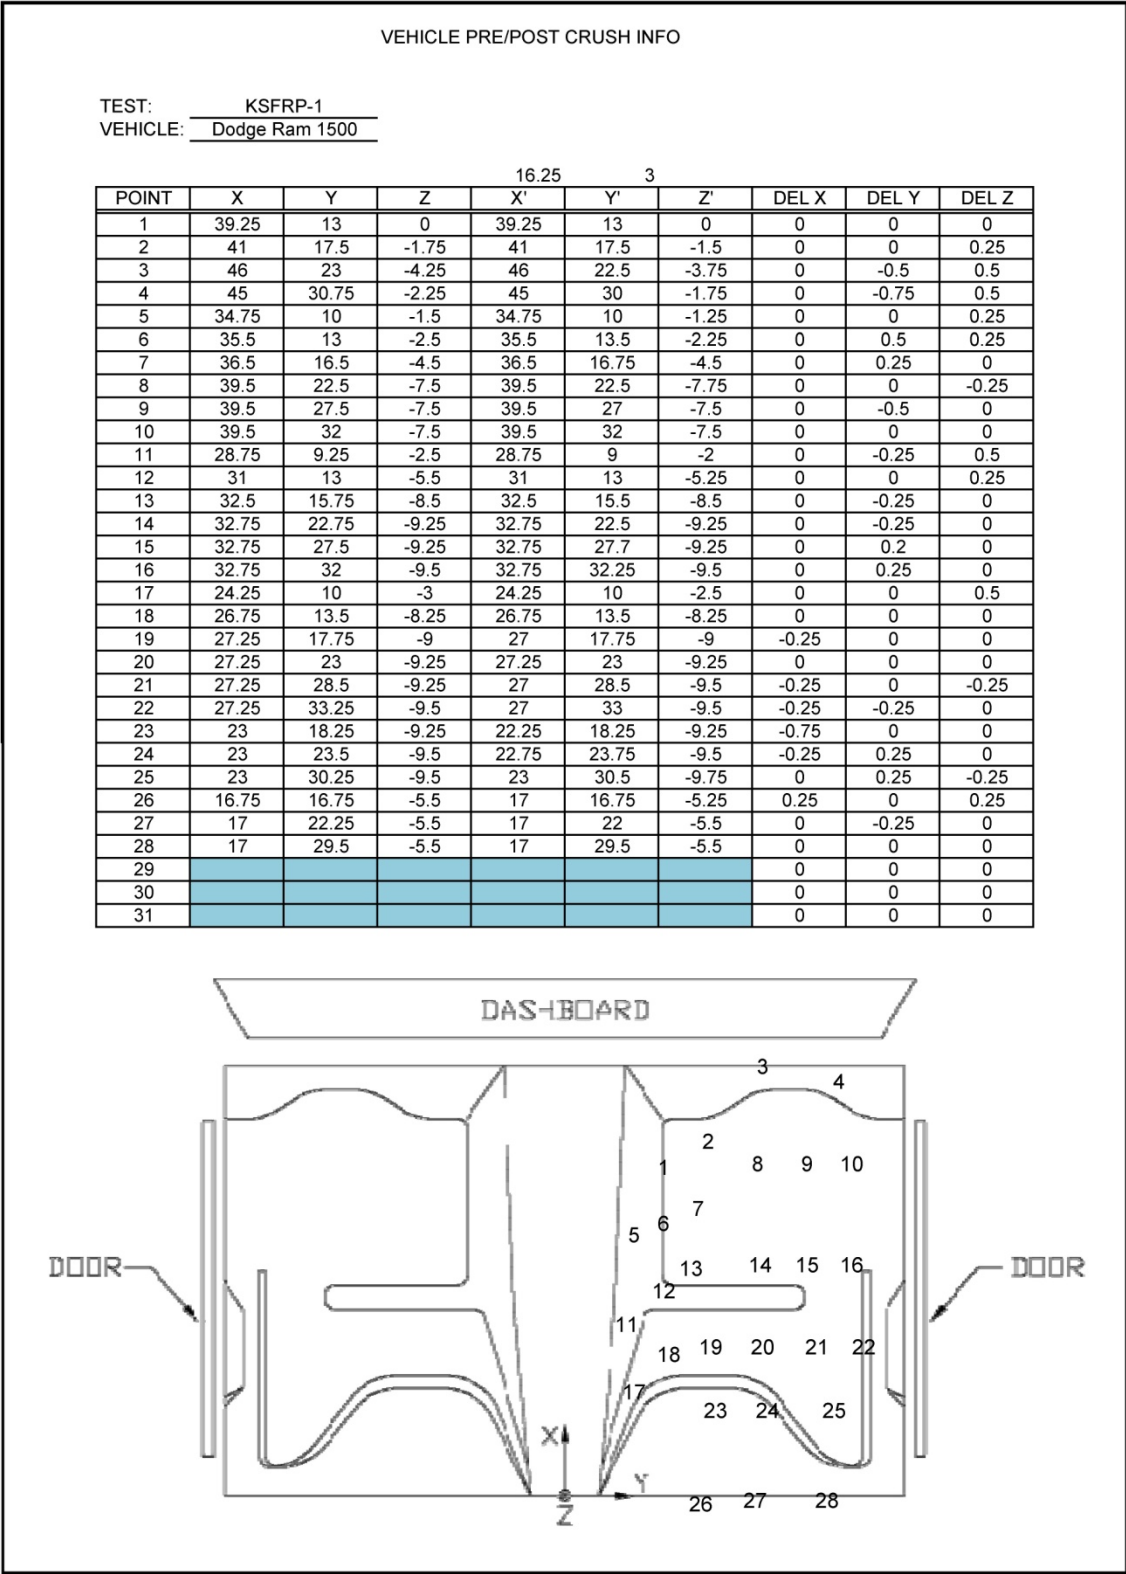 VEHICLE PRE/POST CRUSH INFO
TEST: KSFRP-1
VEHICLE: Dodge Ram 1500
16.25 3
POINT X Y Z X' Y' Z' DEL X DEL Y DEL Z
1 39.25 13 0 39.25 13 0 0 0 0
2 41 17.5 -1.75 41 17.5 -1.5 0 0 0.25
3 46 23 -4.25 46 22.5 -3.75 0 -0.5 0.5
4 45 30.75 -2.25 45 30 -1.75 0 -0.75 0.5
5 34.75 10 -1.5 34.75 10 -1.25 0 0 0.25
6 35.5 13 -2.5 35.5 13.5 -2.25 0 0.5 0.25
7 36.5 16.5 -4.5 36.5 16.75 -4.5 0 0.25 0
8 39.5 22.5 -7.5 39.5 22.5 -7.75 0 0 -0.25
9 39.5 27.5 -7.5 39.5 27 -7.5 0 -0.5 0
10 39.5 32 -7.5 39.5 32 -7.5 0 0 0
11 28.75 9.25 -2.5 28.75 9 -2 0 -0.25 0.5
12 31 13 -5.5 31 13 -5.25 0 0 0.25
13 32.5 15.75 -8.5 32.5 15.5 -8.5 0 -0.25 0
14 32.75 22.75 -9.25 32.75 22.5 -9.25 0 -0.25 0
15 32.75 27.5 -9.25 32.75 27.7 -9.25 0 0.2 0
16 32.75 32 -9.5 32.75 32.25 -9.5 0 0.25 0
17 24.25 10 -3 24.25 10 -2.5 0 0 0.5
18 26.75 13.5 -8.25 26.75 13.5 -8.25 0 0 0
19 27.25 17.75 -9 27 17.75 -9 -0.25 0 0
20 27.25 23 -9.25 27.25 23 -9.25 0 0 0
21 27.25 28.5 -9.25 27 28.5 -9.5 -0.25 0 -0.25
22 27.25 33.25 -9.5 27 33 -9.5 -0.25 -0.25 0
23 23 18.25 -9.25 22.25 18.25 -9.25 -0.75 0 0
24 23 23.5 -9.5 22.75 23.75 -9.5 -0.25 0.25 0
25 23 30.25 -9.5 23 30.5 -9.75 0 0.25 -0.25
26 16.75 16.75 -5.5 17 16.75 -5.25 0.25 0 0.25
27 17 22.25 -5.5 17 22 -5.5 0 -0.25 0
28 17 29.5 -5.5 17 29.5 -5.5 0 0 0
29 0 0 0
30 0 0 0
31 0 0 0
DASHBOARD
3
4
2
1 8 9 10
7
6
5
DOOR 13 14 15 16 DOOR
12
11
18 19 20 21 22
17
23 24 25
X
Y
26 27 28
Z